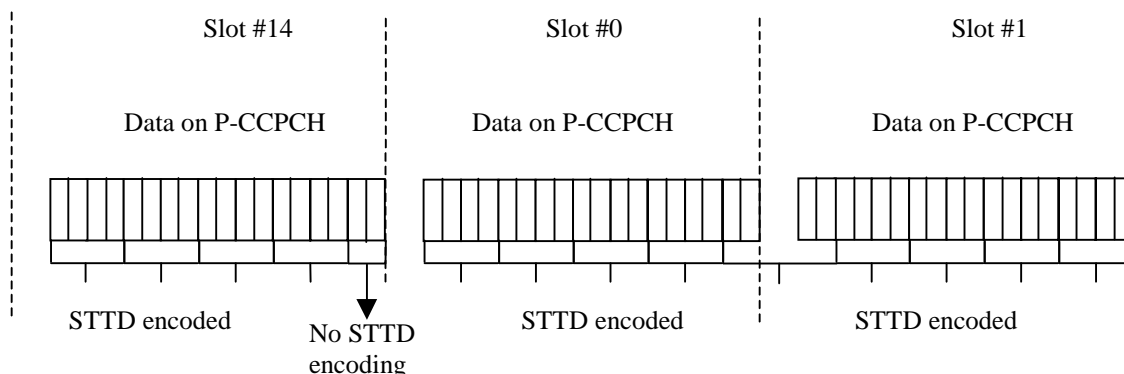 Slot #14 Slot #0 Slot #1
Data on P-CCPCH Data on P-CCPCH Data on P-CCPCH
STTD encoded STTD encoded STTD encoded
No STTD
encoding